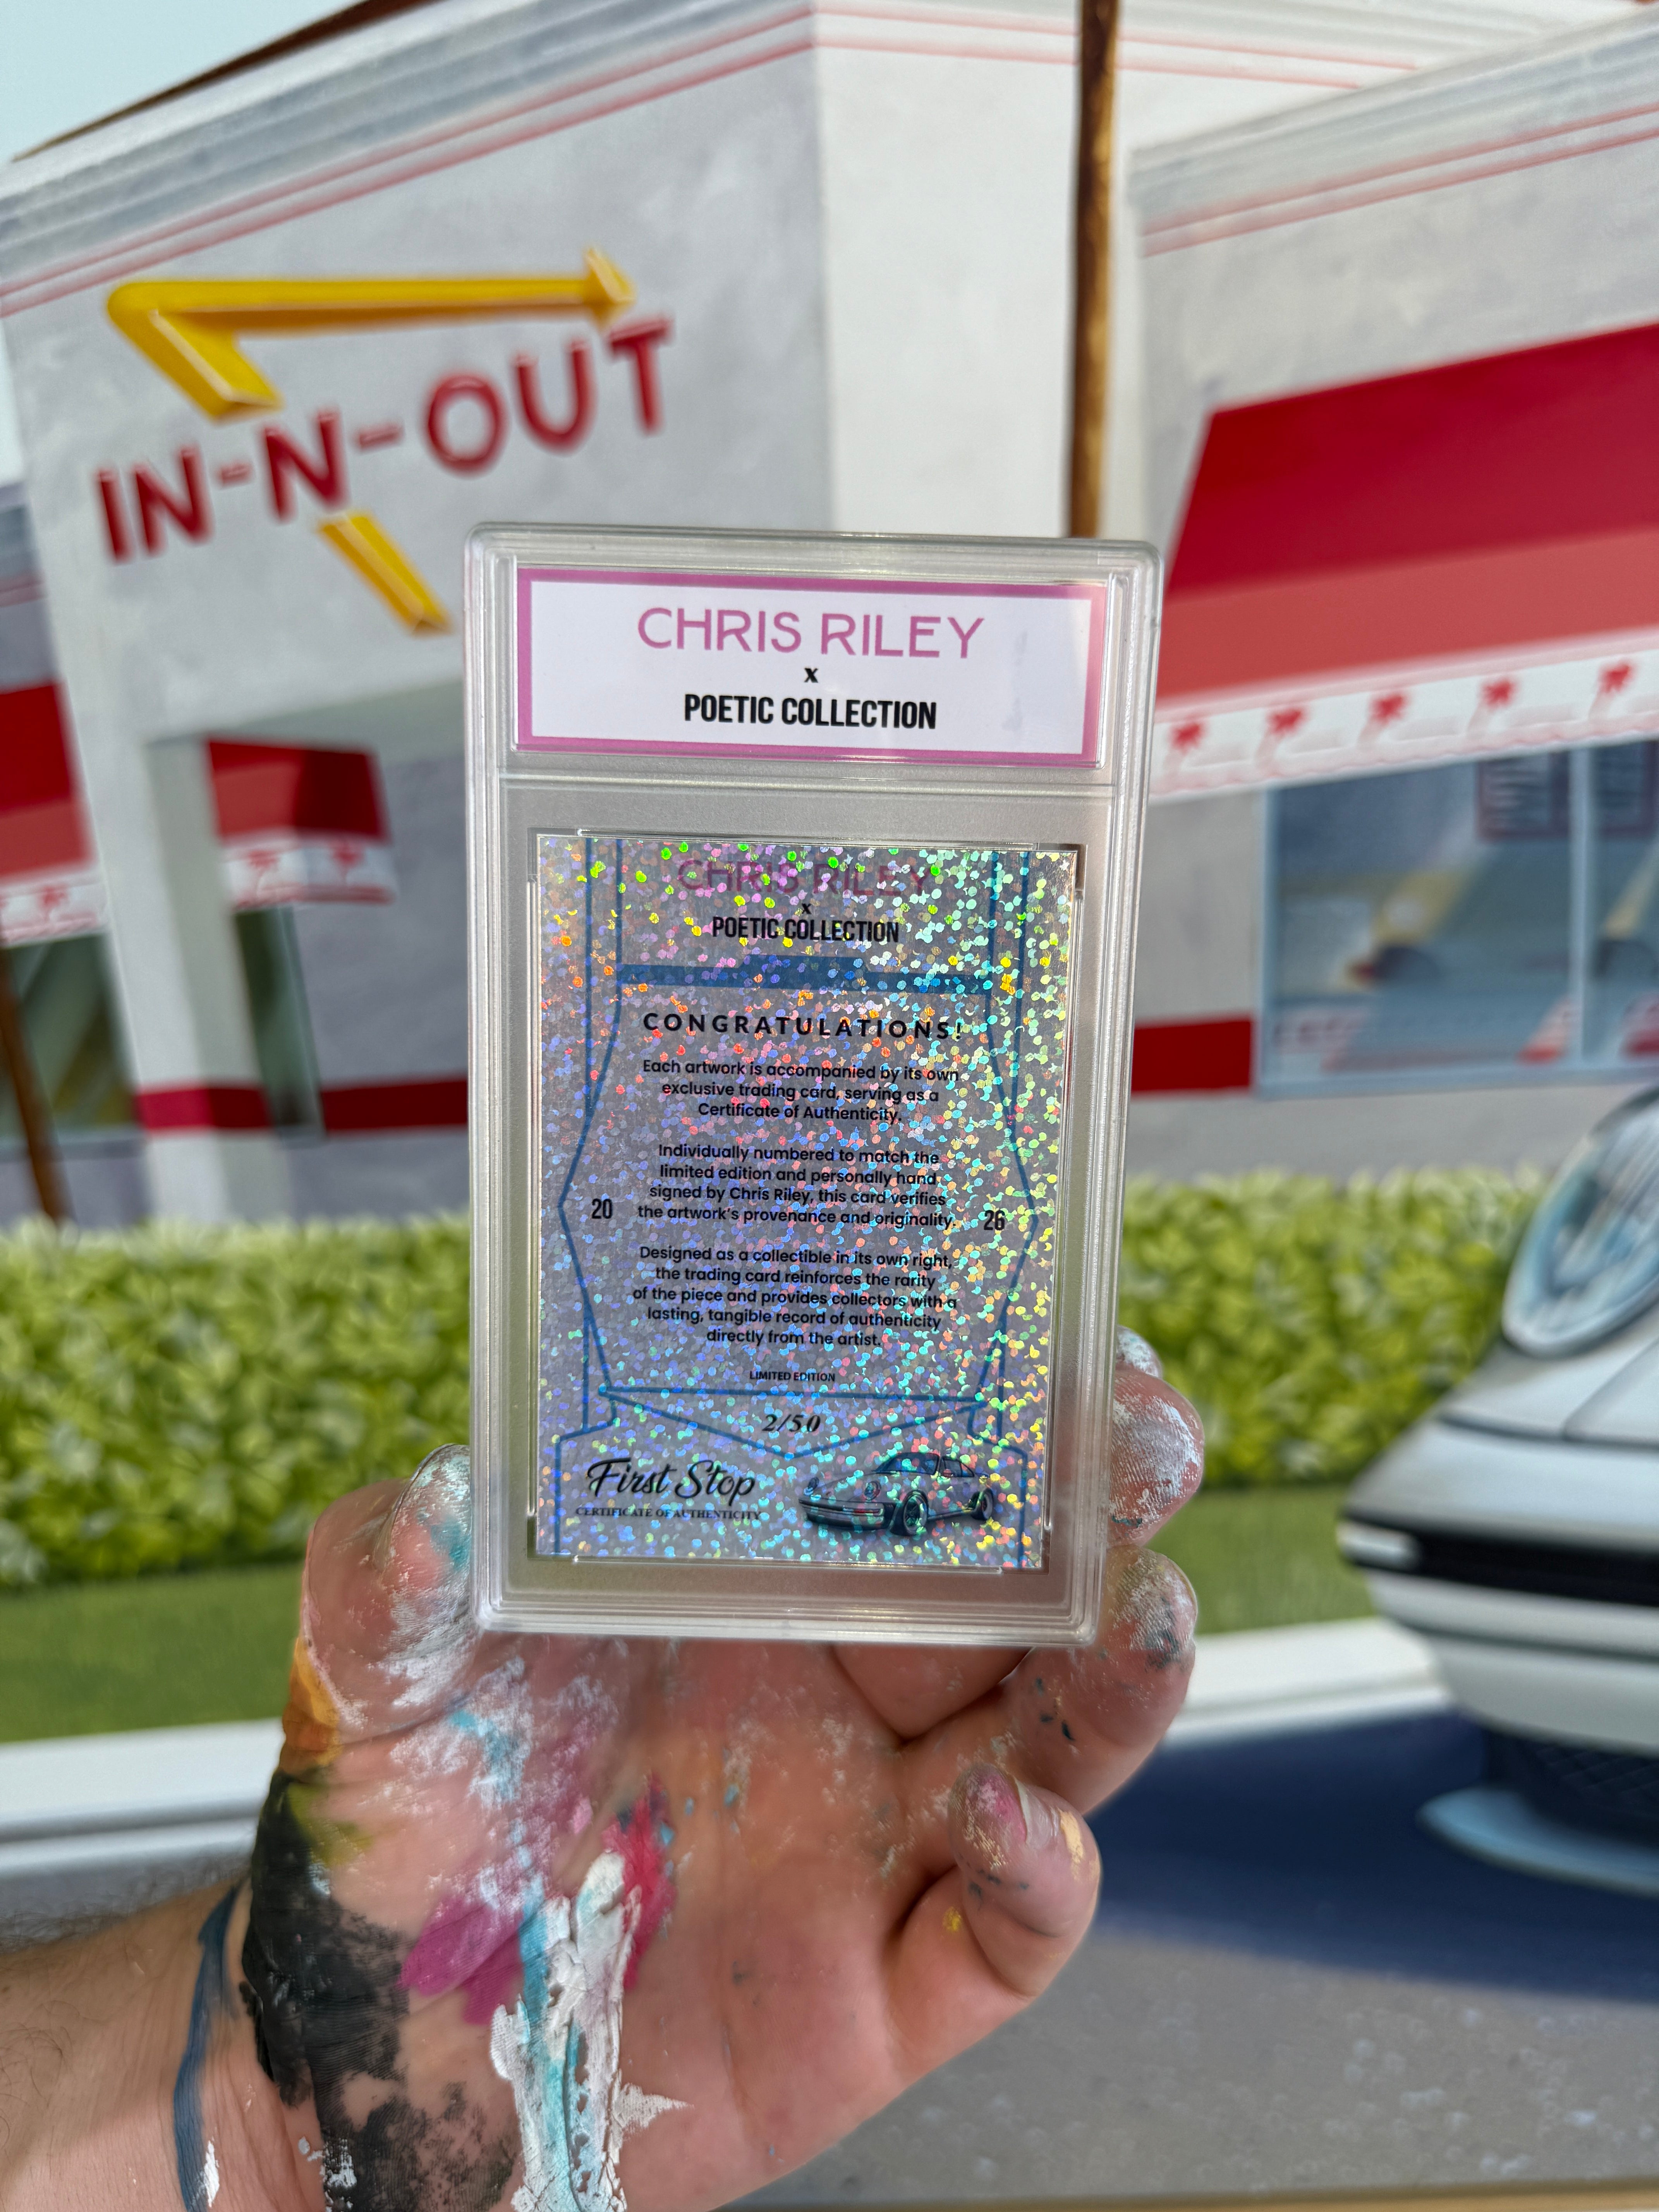 IN-N-OUT
CHRIS RILEY
x
POETIC COLLECTION
CHRIS RILEY
x
POETIC COLLECTION
CONGRATULATIONS!
Each artwork is accompanied by its own
exclusive trading card, serving as a
Certificate of Authenticity.
Individually numbered to match the
limited edition and personally hand
signed by Chris Riley, this card verifies
the artwork's provenance and originality.
20
26
Designed as a collectible in its own right,
the trading card reinforces the rarity
of the piece and provides collectors with a
lasting, tangible record of authenticity
directly from the artist.
LIMITED EDITION
2/50
First Stop
CERTIFICATE OF AUTHENTICITY